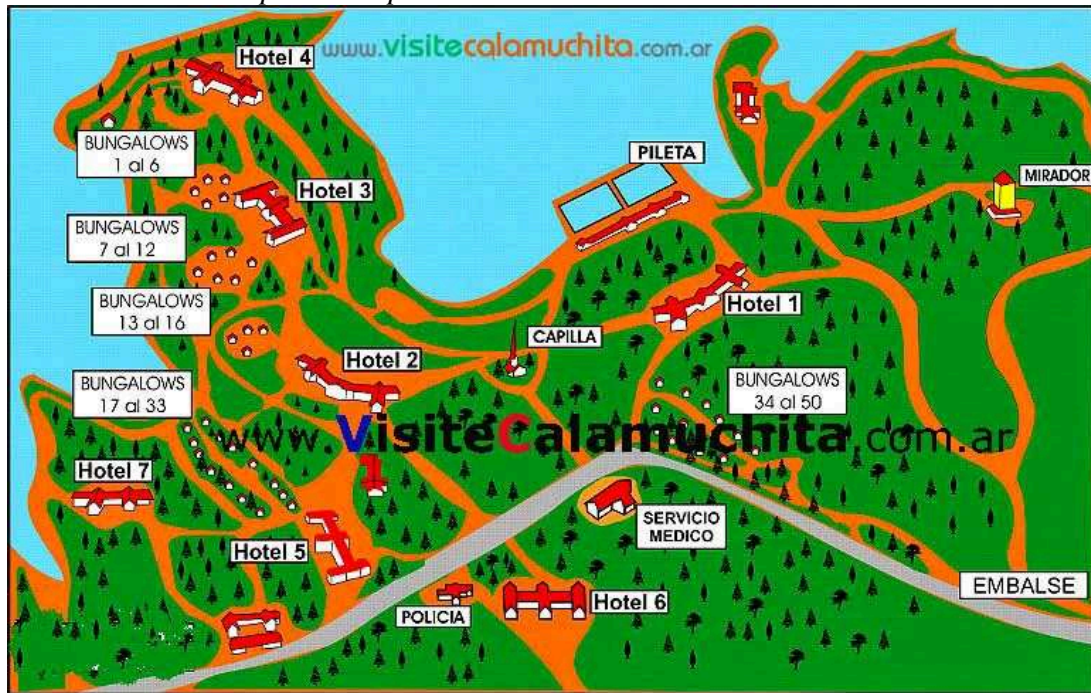 www.visitecalamuchita.com.ar
Hotel 4
BUNGALOWS
1 al 6
PILETA
MIRADOR
Hotel 3
BUNGALOWS
7 al 12
Hotel 1
BUNGALOWS
13 al 16
CAPILLA
Hotel 2
BUNGALOWS
17 al 33
BUNGALOWS
34 al 50
www.VisiteCalamuchita.com.ar
Hotel 7
SERVICIO
MEDICO
Hotel 5
EMBALSE
POLICIA
Hotel 6